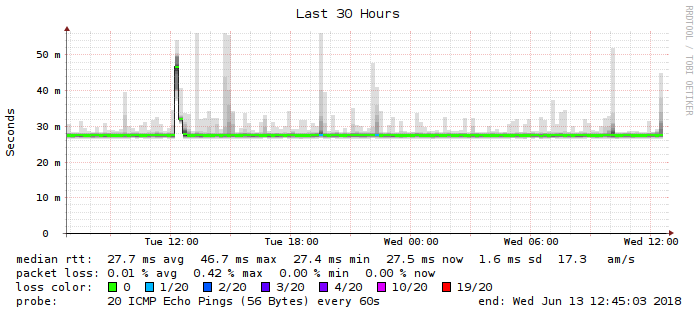 Last 30 Hours
RRDTOOL / TOBI OETIKER
Seconds
50 m
40 m
30 m
20 m
10 m
0
Tue 12:00 Tue 18:00 Wed 00:00 Wed 06:00 Wed 12:00
median rtt: 27.7 ms avg 46.7 ms max 27.4 ms min 27.5 ms now 1.6 ms sd 17.3 am/s
packet loss: 0.01 % avg 0.42 % max 0.00 % min 0.00 % now
loss color: 0 1/20 2/20 3/20 4/20 10/20 19/20
probe: 20 ICMP Echo Pings (56 Bytes) every 60s end: Wed Jun 13 12:45:03 2018